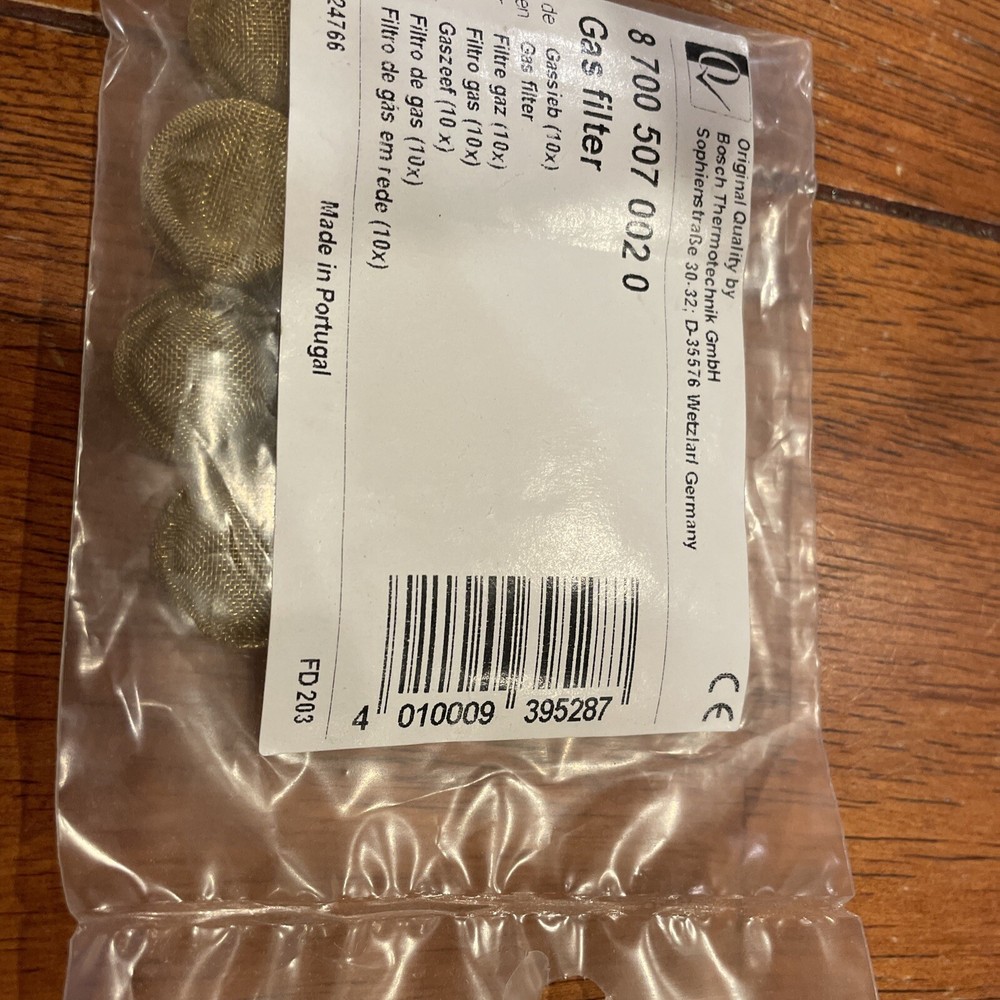 Original Quality by
Bosch Thermotechnik GmbH
Sophienstraße 30-32; D-35576 Wetzlar/ Germany
8 700 507 002 0
Gas filter
de Gassieb (10x)
en Gas filter
Filtre gaz (10x)
Filtro gas (10x)
Gaszeef (10 x)
Filtro de gas (10x)
Filtro de gás em rede (10x)
24766
Made in Portugal
FD 203
4 010009 395287
CE